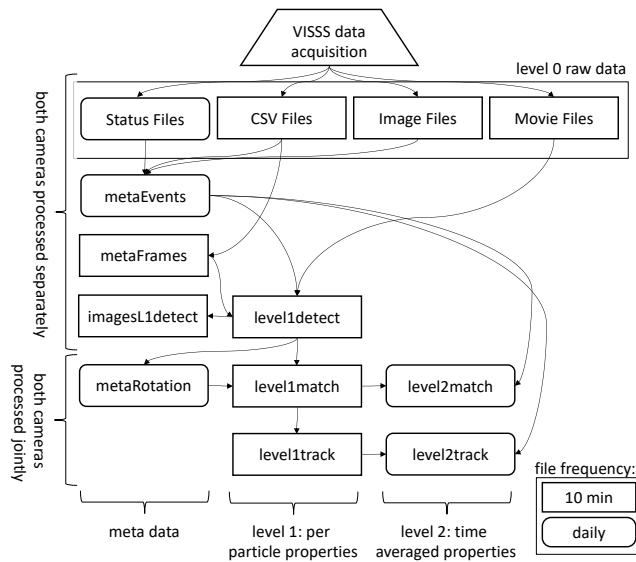 VISSS data
acquisition
level 0 raw data
Status Files
CSV Files
Image Files
Movie Files
both cameras processed separately
metaEvents
metaFrames
imagesL1detect
level1detect
both cameras
processed jointly
metaRotation
level1match
level2match
level1track
level2track
file frequency:
10 min
daily
meta data
level 1: per
particle properties
level 2: time
averaged properties